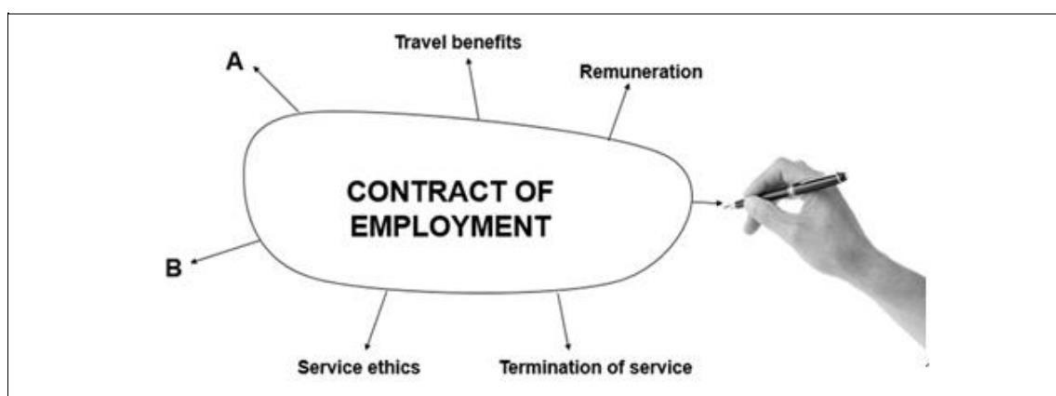 Travel benefits
A
Remuneration
CONTRACT OF
EMPLOYMENT
B
Service ethics
Termination of service